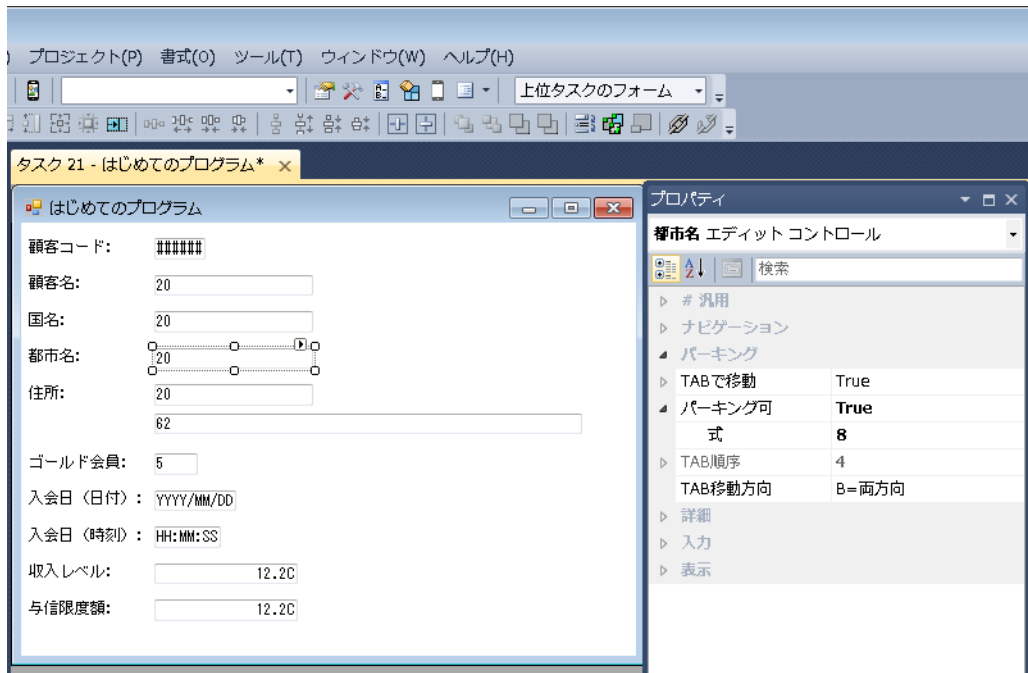 ) プロジェクト(P) 書式(O) ツール(T) ウィンドウ(W) ヘルプ(H)
上位タスクのフォーム
タスク 21 - はじめてのプログラム*
はじめてのプログラム
顧客コード: ######
顧客名: 20
国名: 20
都市名: 20
住所: 20
62
ゴールド会員: 5
入会日（日付）: YYYY/MM/DD
入会日（時刻）: HH:MM:SS
収入レベル: 12.2C
与信限度額: 12.2C
プロパティ
都市名 エディット コントロール
検索
# 汎用
ナビゲーション
パーキング
TABで移動 True
パーキング可 True
式 8
TAB順序 4
TAB移動方向 B=両方向
詳細
入力
表示